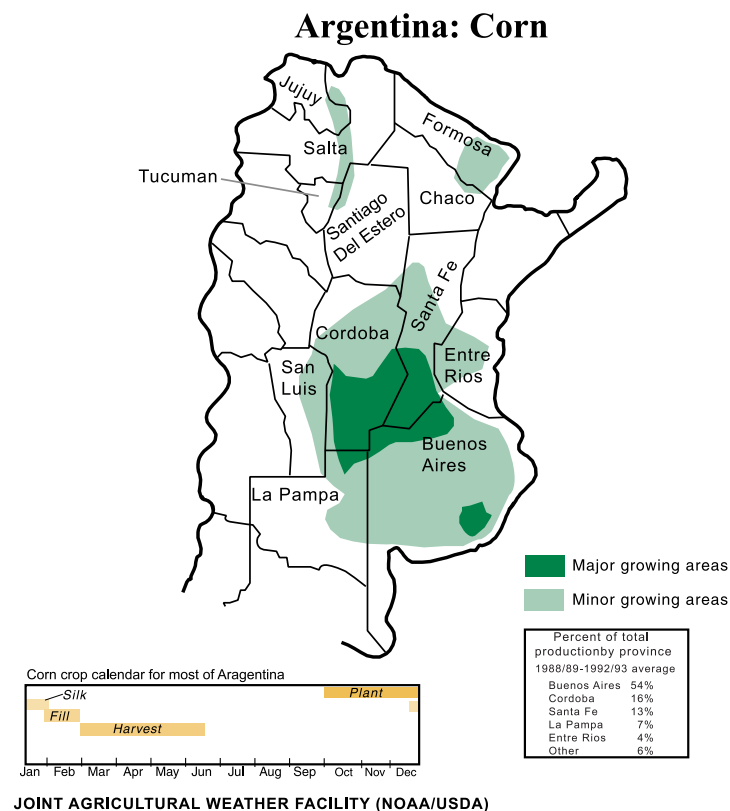 Argentina: Corn
Jujuy
Formosa
Salta
Tucuman
Chaco
Santiago
Del Estero
Santa Fe
Cordoba
Entre
Rios
San
Luis
Buenos
Aires
La Pampa
Major growing areas
Minor growing areas
Percent of total
productionby province
1988/89-1992/93 average
Buenos Aires 54%
Cordoba 16%
Santa Fe 13%
La Pampa 7%
Entre Rios 4%
Other 6%
Corn crop calendar for most of Aragentina
Silk
Plant
Fill
Harvest
Jan Feb Mar Apr May Jun Jul Aug Sep Oct Nov Dec
JOINT AGRICULTURAL WEATHER FACILITY (NOAA/USDA)